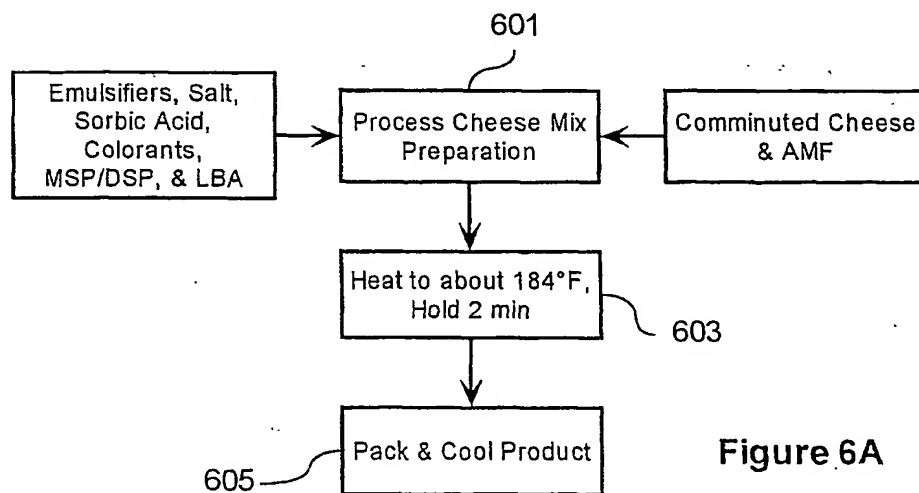 601
Emulsifiers, Salt,
Sorbic Acid,
Colorants,
MSP/DSP, & LBA
Process Cheese Mix
Preparation
Comminuted Cheese
& AMF
Heat to about 184°F,
Hold 2 min
603
Pack & Cool Product
605
Figure 6A